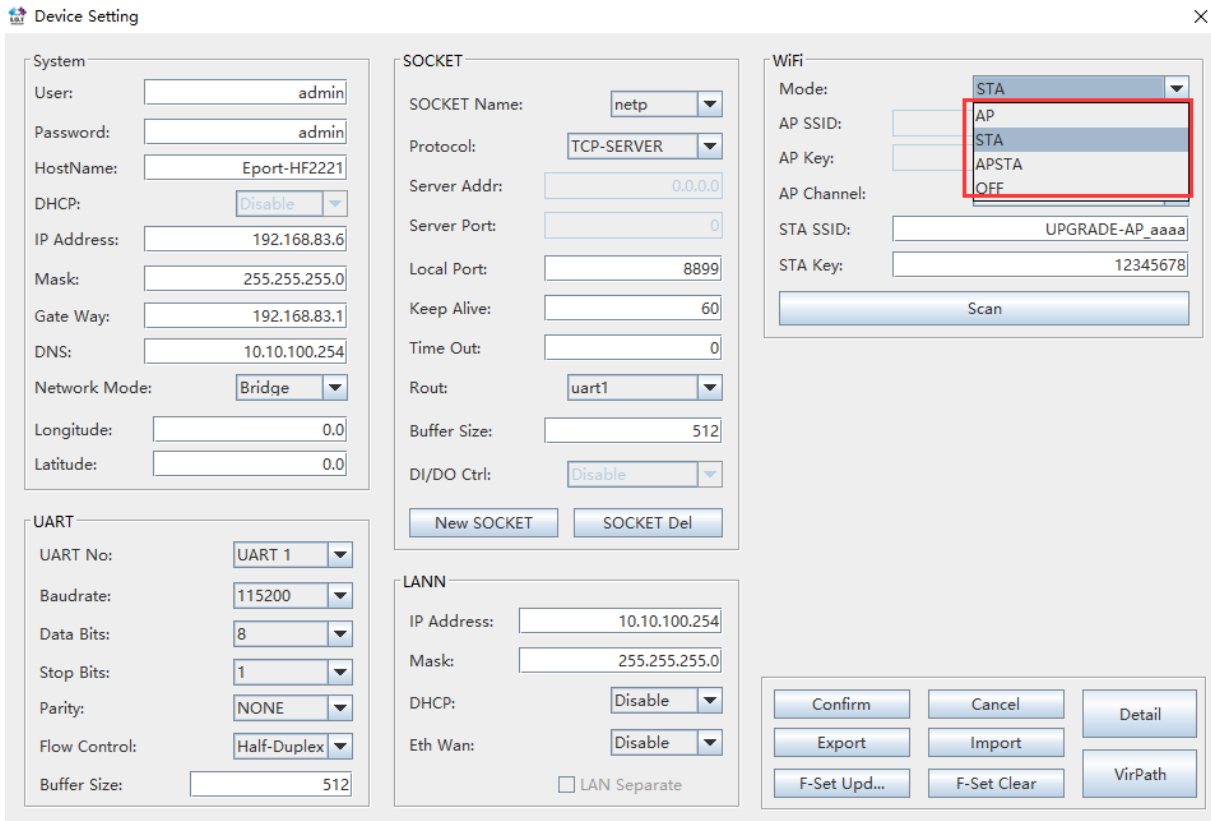 Device Setting
System
User: admin
Password: admin
HostName: Eport-HF2221
DHCP: Disable
IP Address: 192.168.83.6
Mask: 255.255.255.0
Gate Way: 192.168.83.1
DNS: 10.10.100.254
Network Mode: Bridge
Longitude: 0.0
Latitude: 0.0
UART
UART No: UART 1
Baudrate: 115200
Data Bits: 8
Stop Bits: 1
Parity: NONE
Flow Control: Half-Duplex
Buffer Size: 512
SOCKET
SOCKET Name: netp
Protocol: TCP-SERVER
Server Addr: 0.0.0.0
Server Port: 0
Local Port: 8899
Keep Alive: 60
Time Out: 0
Rout: uart1
Buffer Size: 512
DI/DO Ctrl: Disable
New SOCKET SOCKET Del
LANN
IP Address: 10.10.100.254
Mask: 255.255.255.0
DHCP: Disable
Eth Wan: Disable
LAN Separate
WiFi
Mode: STA
AP
STA
APSTA
OFF
AP SSID:
AP Key:
AP Channel:
STA SSID: UPGRADE-AP_aaaa
STA Key: 12345678
Scan
Confirm Cancel Detail
Export Import
F-Set Upd... F-Set Clear VirPath